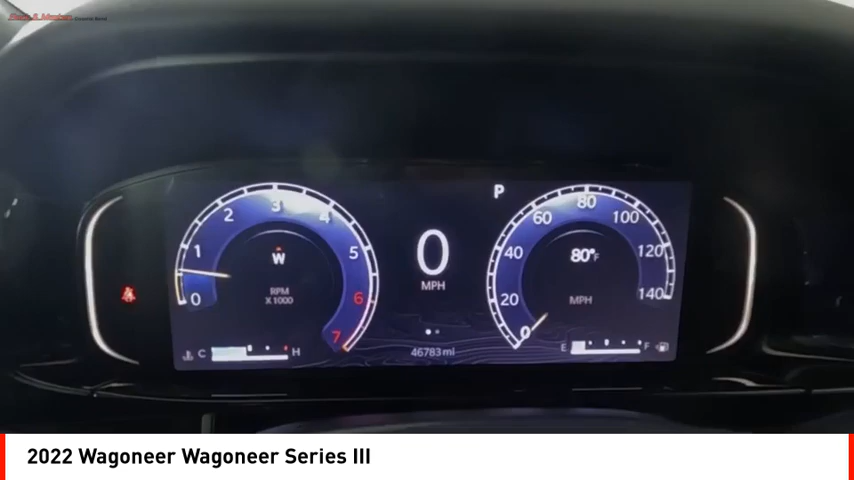 P
0 1 2 3 4 5 6 7
W
RPM
X 1000
C H
0
MPH
46783 mi
0 20 40 60 80 100 120 140
80°F
MPH
E F
2022 Wagoneer Wagoneer Series III